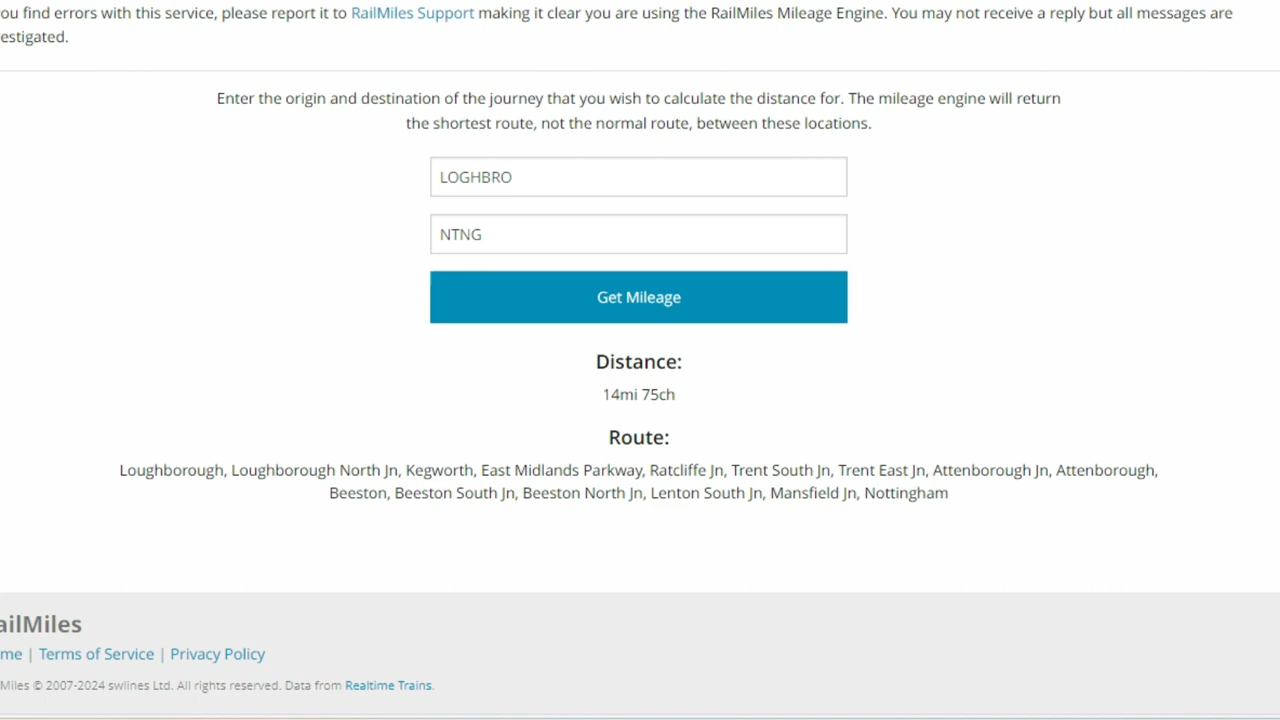 ou find errors with this service, please report it to RailMiles Support making it clear you are using the RailMiles Mileage Engine. You may not receive a reply but all messages are
estigated.
Enter the origin and destination of the journey that you wish to calculate the distance for. The mileage engine will return
the shortest route, not the normal route, between these locations.
LOGHBRO
NTNG
Get Mileage
Distance:
14mi 75ch
Route:
Loughborough, Loughborough North Jn, Kegworth, East Midlands Parkway, Ratcliffe Jn, Trent South Jn, Trent East Jn, Attenborough Jn, Attenborough,
Beeston, Beeston South Jn, Beeston North Jn, Lenton South Jn, Mansfield Jn, Nottingham
ailMiles
me | Terms of Service | Privacy Policy
Miles © 2007-2024 swlines Ltd. All rights reserved. Data from Realtime Trains.